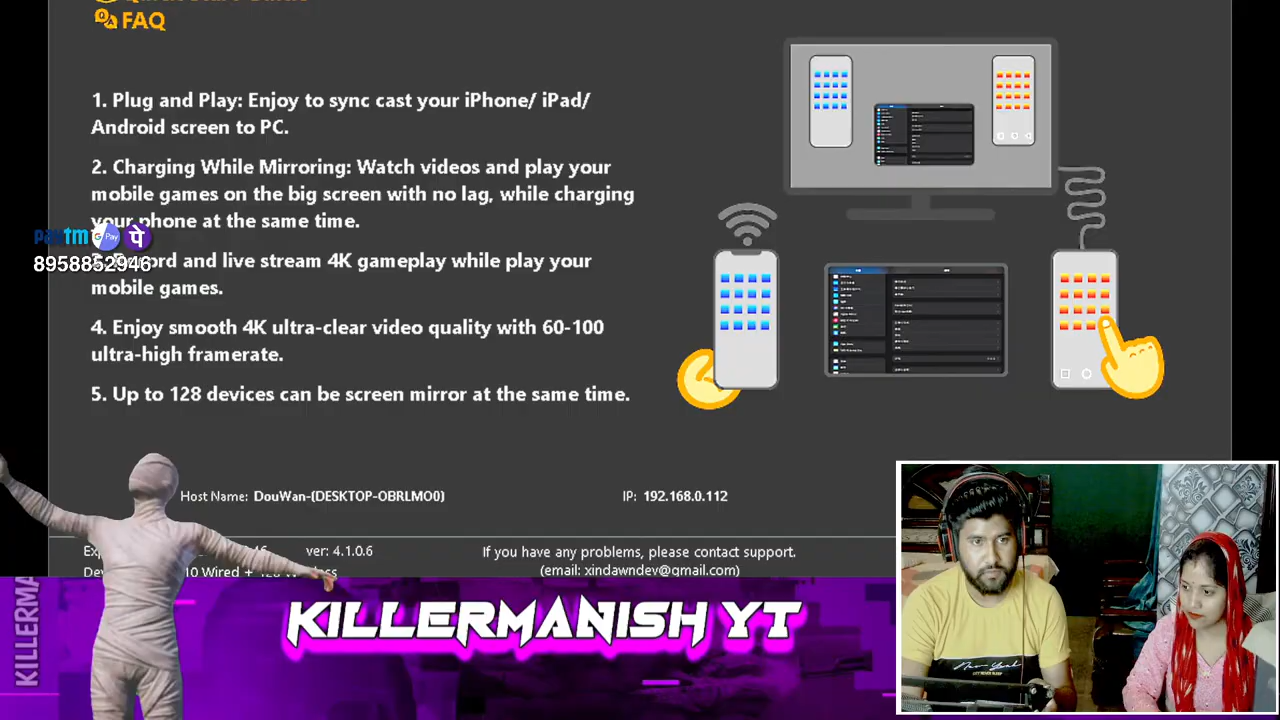 FAQ
1. Plug and Play: Enjoy to sync cast your iPhone/ iPad/
Android screen to PC.
2. Charging While Mirroring: Watch videos and play your
mobile games on the big screen with no lag, while charging
your phone at the same time.
paytm GPay पे
8958852946
and live stream 4K gameplay while play your
mobile games.
4. Enjoy smooth 4K ultra-clear video quality with 60-100
ultra-high framerate.
5. Up to 128 devices can be screen mirror at the same time.
Host Name: DouWan-(DESKTOP-OBRLMO0)
IP: 192.168.0.112
ver: 4.1.0.6
If you have any problems, please contact support.
(email: xindawndev@gmail.com)
10 Wired +
KILLERMA
KILLERMANISH YT